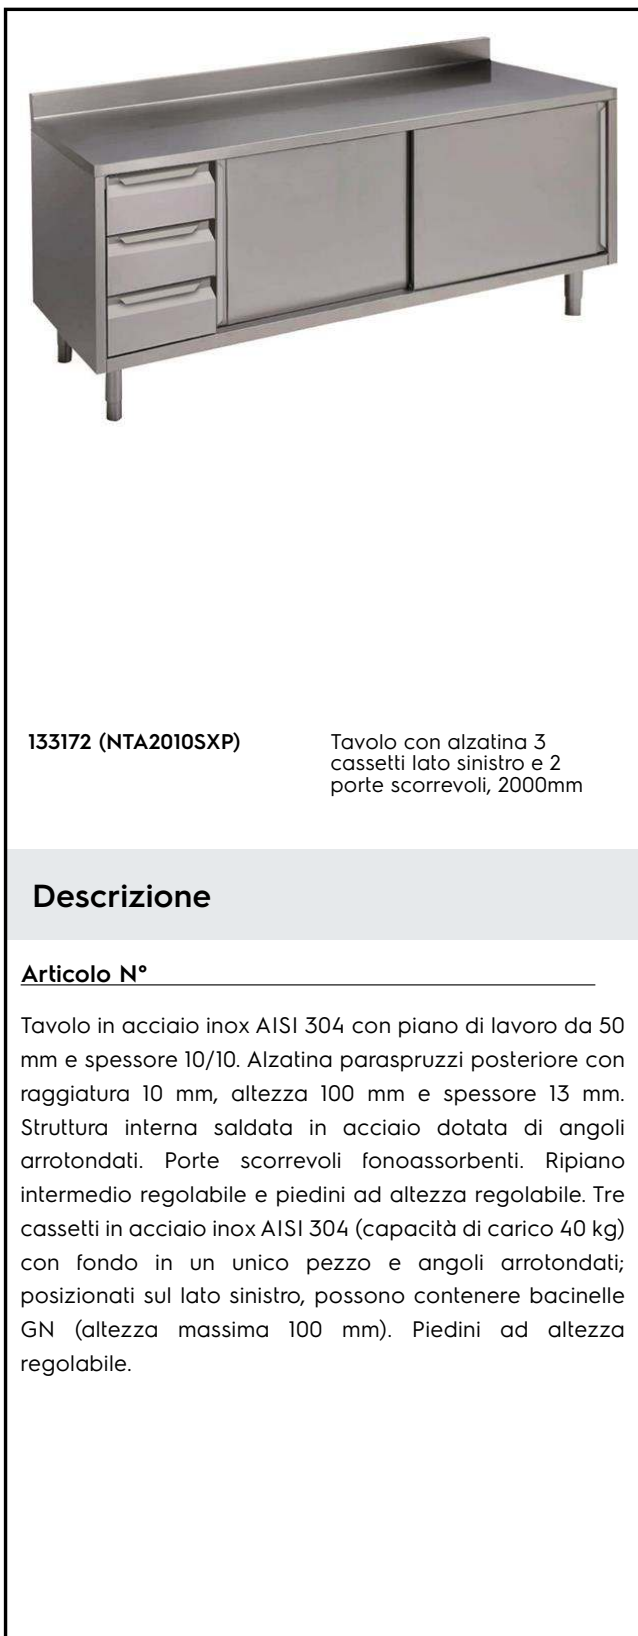 133172 (NTA2010SXP)
Tavolo con alzatina 3
cassetti lato sinistro e 2
porte scorrevoli, 2000mm
Descrizione
Articolo N°
Tavolo in acciaio inox AISI 304 con piano di lavoro da 50
mm e spessore 10/10. Alzatina paraspruzzi posteriore con
raggiatura 10 mm, altezza 100 mm e spessore 13 mm.
Struttura interna saldata in acciaio dotata di angoli
arrotondati. Porte scorrevoli fonoassorbenti. Ripiano
intermedio regolabile e piedini ad altezza regolabile. Tre
cassetti in acciaio inox AISI 304 (capacità di carico 40 kg)
con fondo in un unico pezzo e angoli arrotondati;
posizionati sul lato sinistro, possono contenere bacinelle
GN (altezza massima 100 mm). Piedini ad altezza
regolabile.